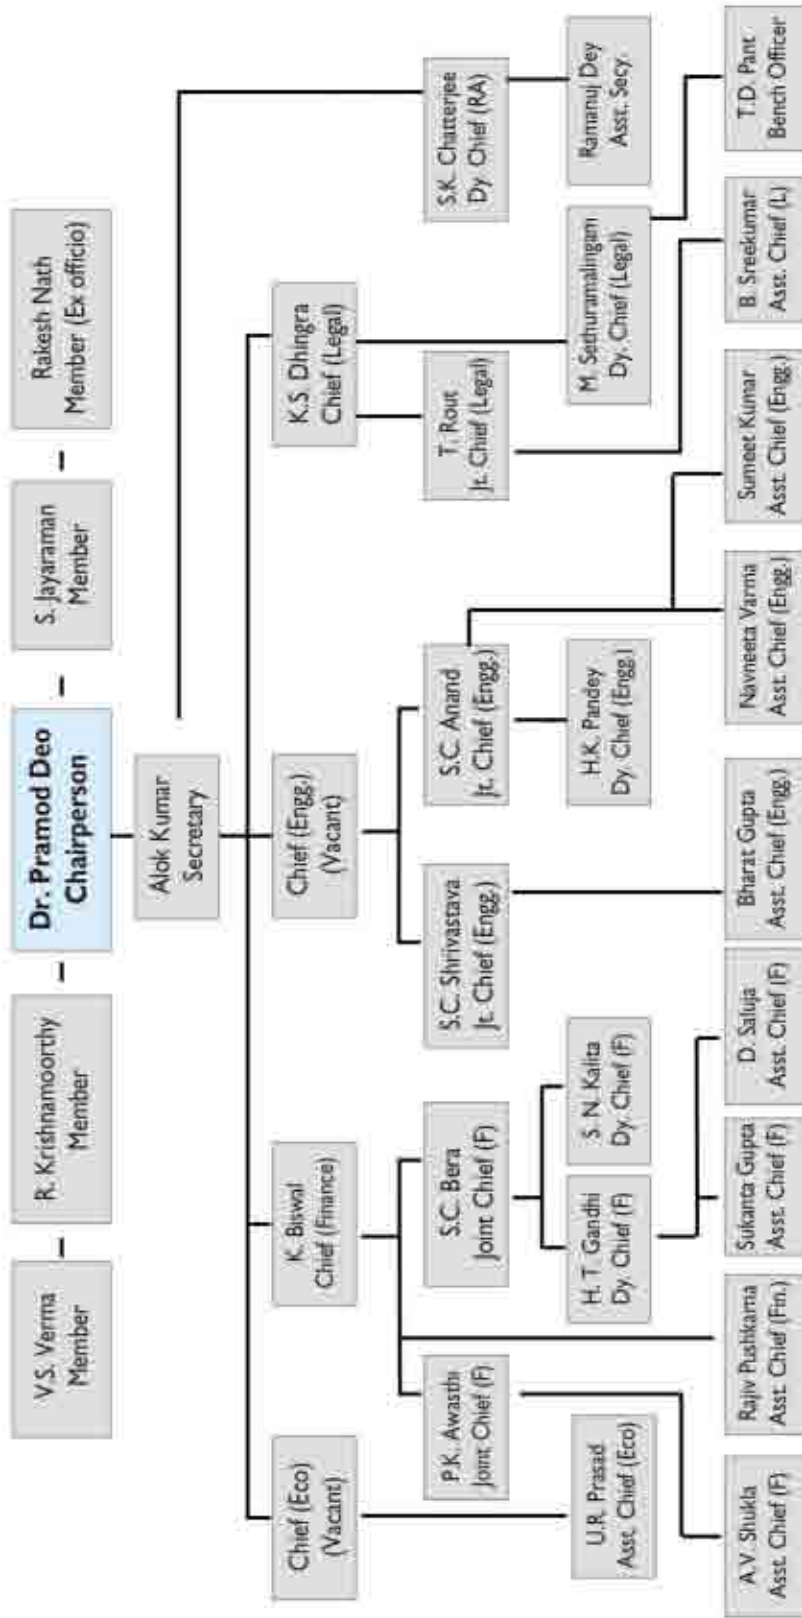 V.S. Verma
Member
R. Krishnamoorthy
Member
Dr. Pramod Deo
Chairperson
S. Jayaraman
Member
Rakesh Nath
Member (Ex officio)
Alok Kumar
Secretary
Chief (Eco)
(Vacant)
K. Biswal
Chief (Finance)
Chief (Engg.)
(Vacant)
K.S. Dhingra
Chief (Legal)
P.K. Awasthi
Joint Chief (F)
S.C. Bera
Joint Chief (F)
S.C. Shrivastava
Jt. Chief (Engg.)
S.C. Anand
Jt. Chief (Engg.)
T. Rout
Jt. Chief (Legal)
S.K. Chatterjee
Dy. Chief (RA)
U.R. Prasad
Asst. Chief (Eco)
H. T. Gandhi
Dy. Chief (F)
S. N. Kalita
Dy. Chief (F)
H.K. Pandey
Dy. Chief (Engg.)
M. Sethuramalingam
Dy. Chief (Legal)
Ramanuj Dey
Asst. Secy.
A.V. Shukla
Asst. Chief (F)
Rajiv Pushkarna
Asst. Chief (Fin.)
Sukanta Gupta
Asst. Chief (F)
D. Saluja
Asst. Chief (F)
Bharat Gupta
Asst. Chief (Engg.)
Navneeta Varma
Asst. Chief (Engg.)
Sumeet Kumar
Asst. Chief (Engg.)
B. Sreekumar
Asst. Chief (L)
T.D. Pant
Bench Officer